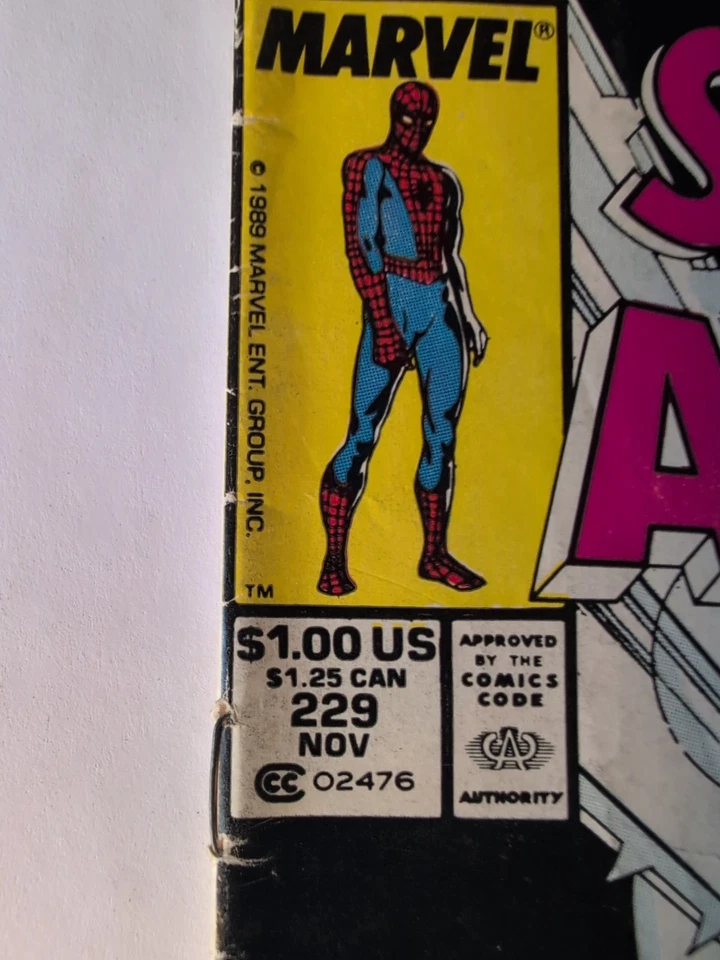 MARVEL®
© 1989 MARVEL ENT. GROUP, INC.
TM
S
A
$1.00 US
$1.25 CAN
229
NOV
CC 02476
APPROVED
BY THE
COMICS
CODE
CA
AUTHORITY